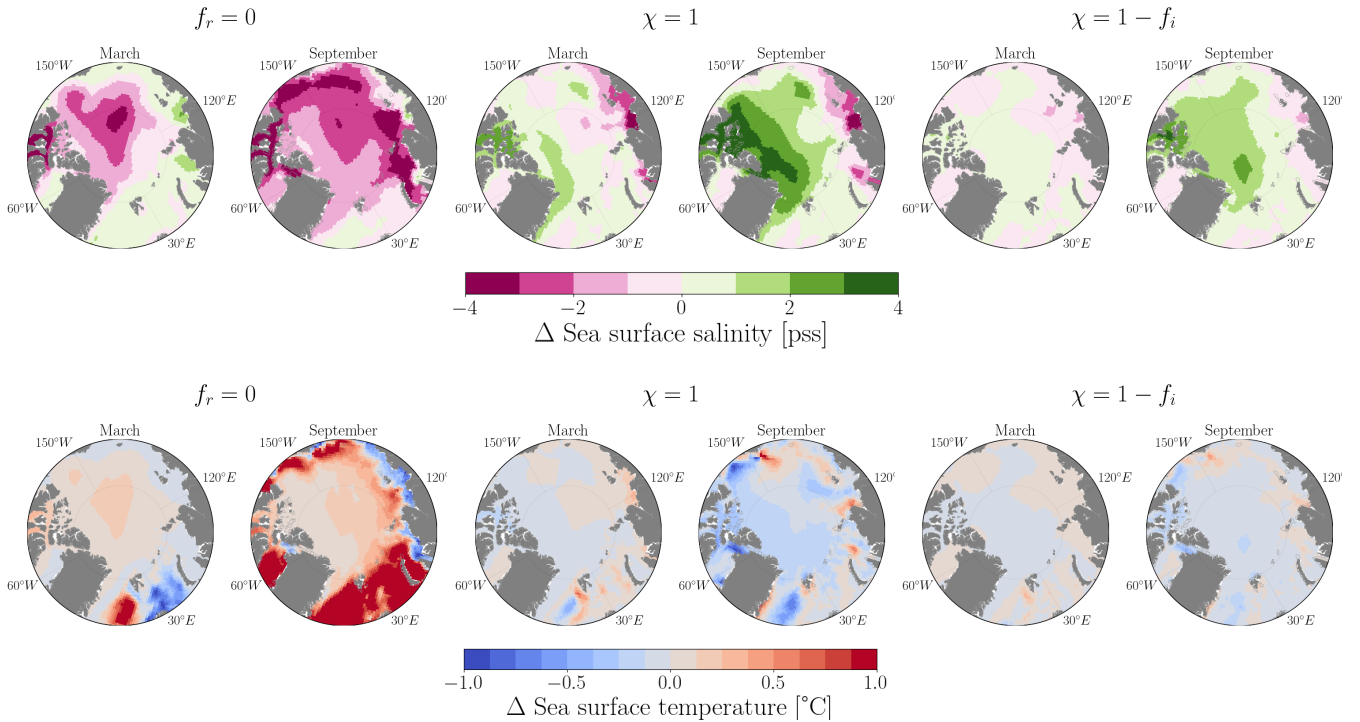 f_r = 0 χ = 1 χ = 1 − f_i
March September March September March September
150°W 150°W 150°W 150°W 150°W 150°W
120°E 120° 120°E 120° 120°E 120°
60°W 60°W 60°W 60°W 60°W 60°W
30°E 30°E 30°E 30°E 30°E 30°E
−4 −2 0 2 4
Δ Sea surface salinity [pss]
f_r = 0 χ = 1 χ = 1 − f_i
March September March September March September
150°W 150°W 150°W 150°W 150°W 150°W
120°E 120° 120°E 120° 120°E 120°
60°W 60°W 60°W 60°W 60°W 60°W
30°E 30°E 30°E 30°E 30°E 30°E
−1.0 −0.5 0.0 0.5 1.0
Δ Sea surface temperature [°C]